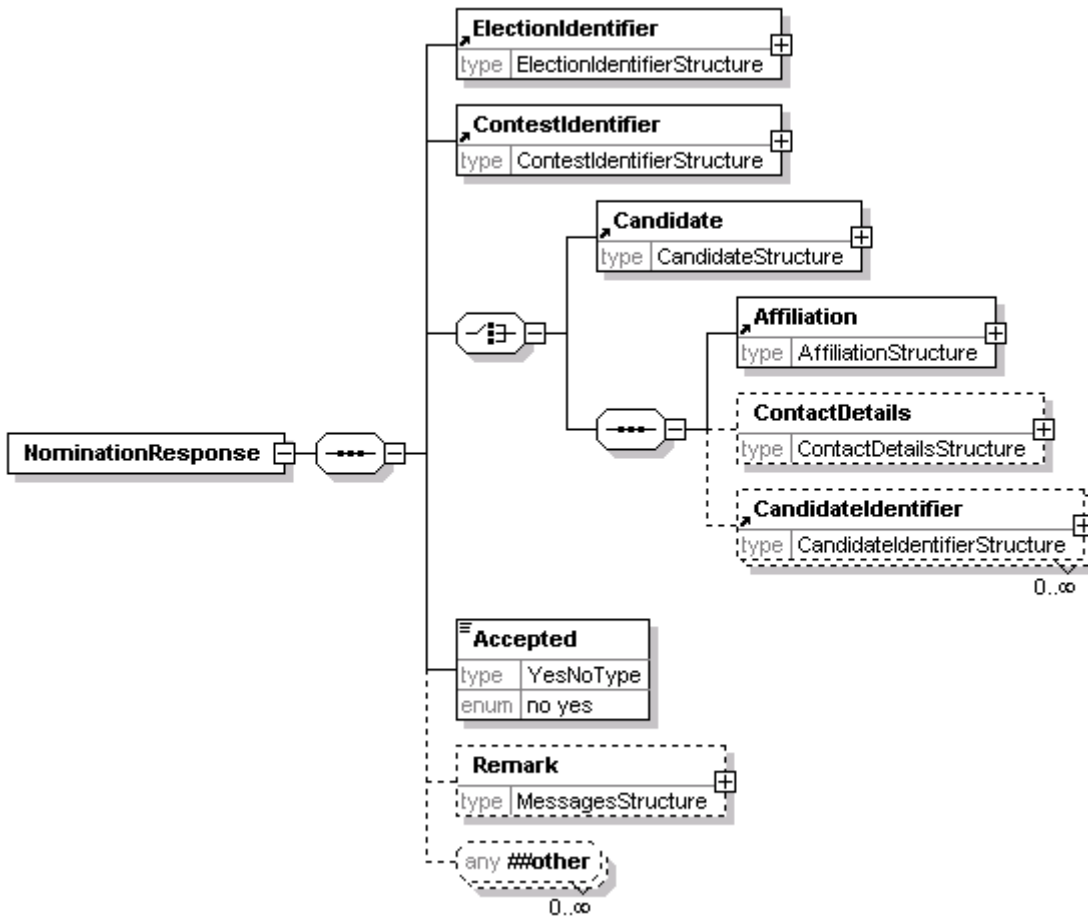 ElectionIdentifier
type ElectionIdentifierStructure
ContestIdentifier
type ContestIdentifierStructure
Candidate
type CandidateStructure
Affiliation
type AffiliationStructure
ContactDetails
type ContactDetailsStructure
NominationResponse
CandidateIdentifier
type CandidateIdentifierStructure
0..∞
Accepted
type YesNoType
enum no yes
Remark
type MessagesStructure
any ##other
0..∞